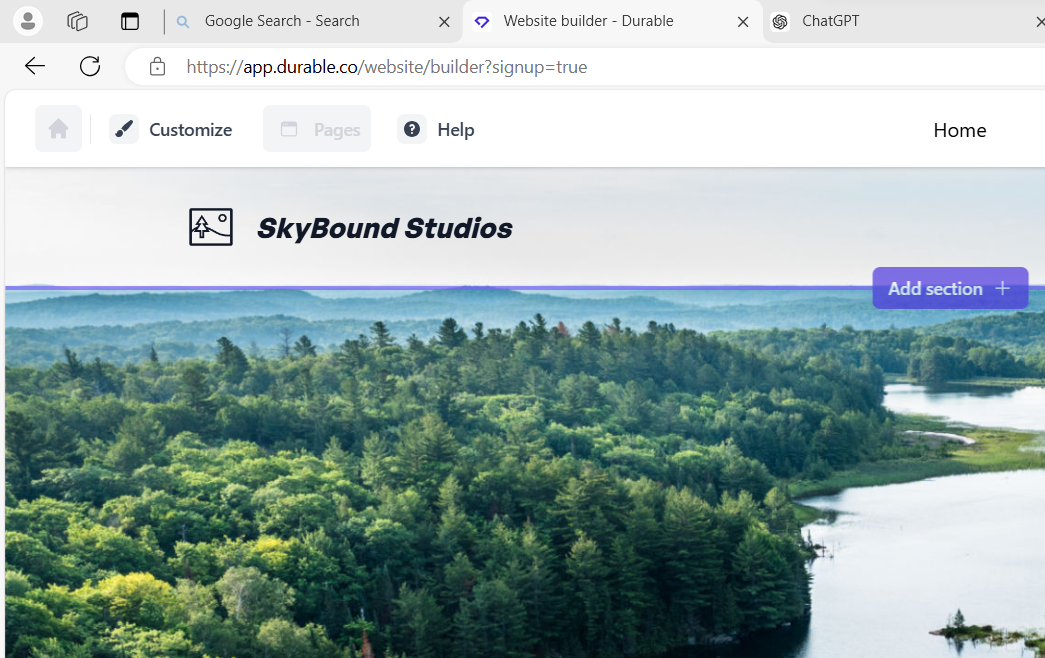 Google Search - Search
Website builder - Durable
ChatGPT
https://app.durable.co/website/builder?signup=true
Customize
Pages
Help
Home
SkyBound Studios
Add section +